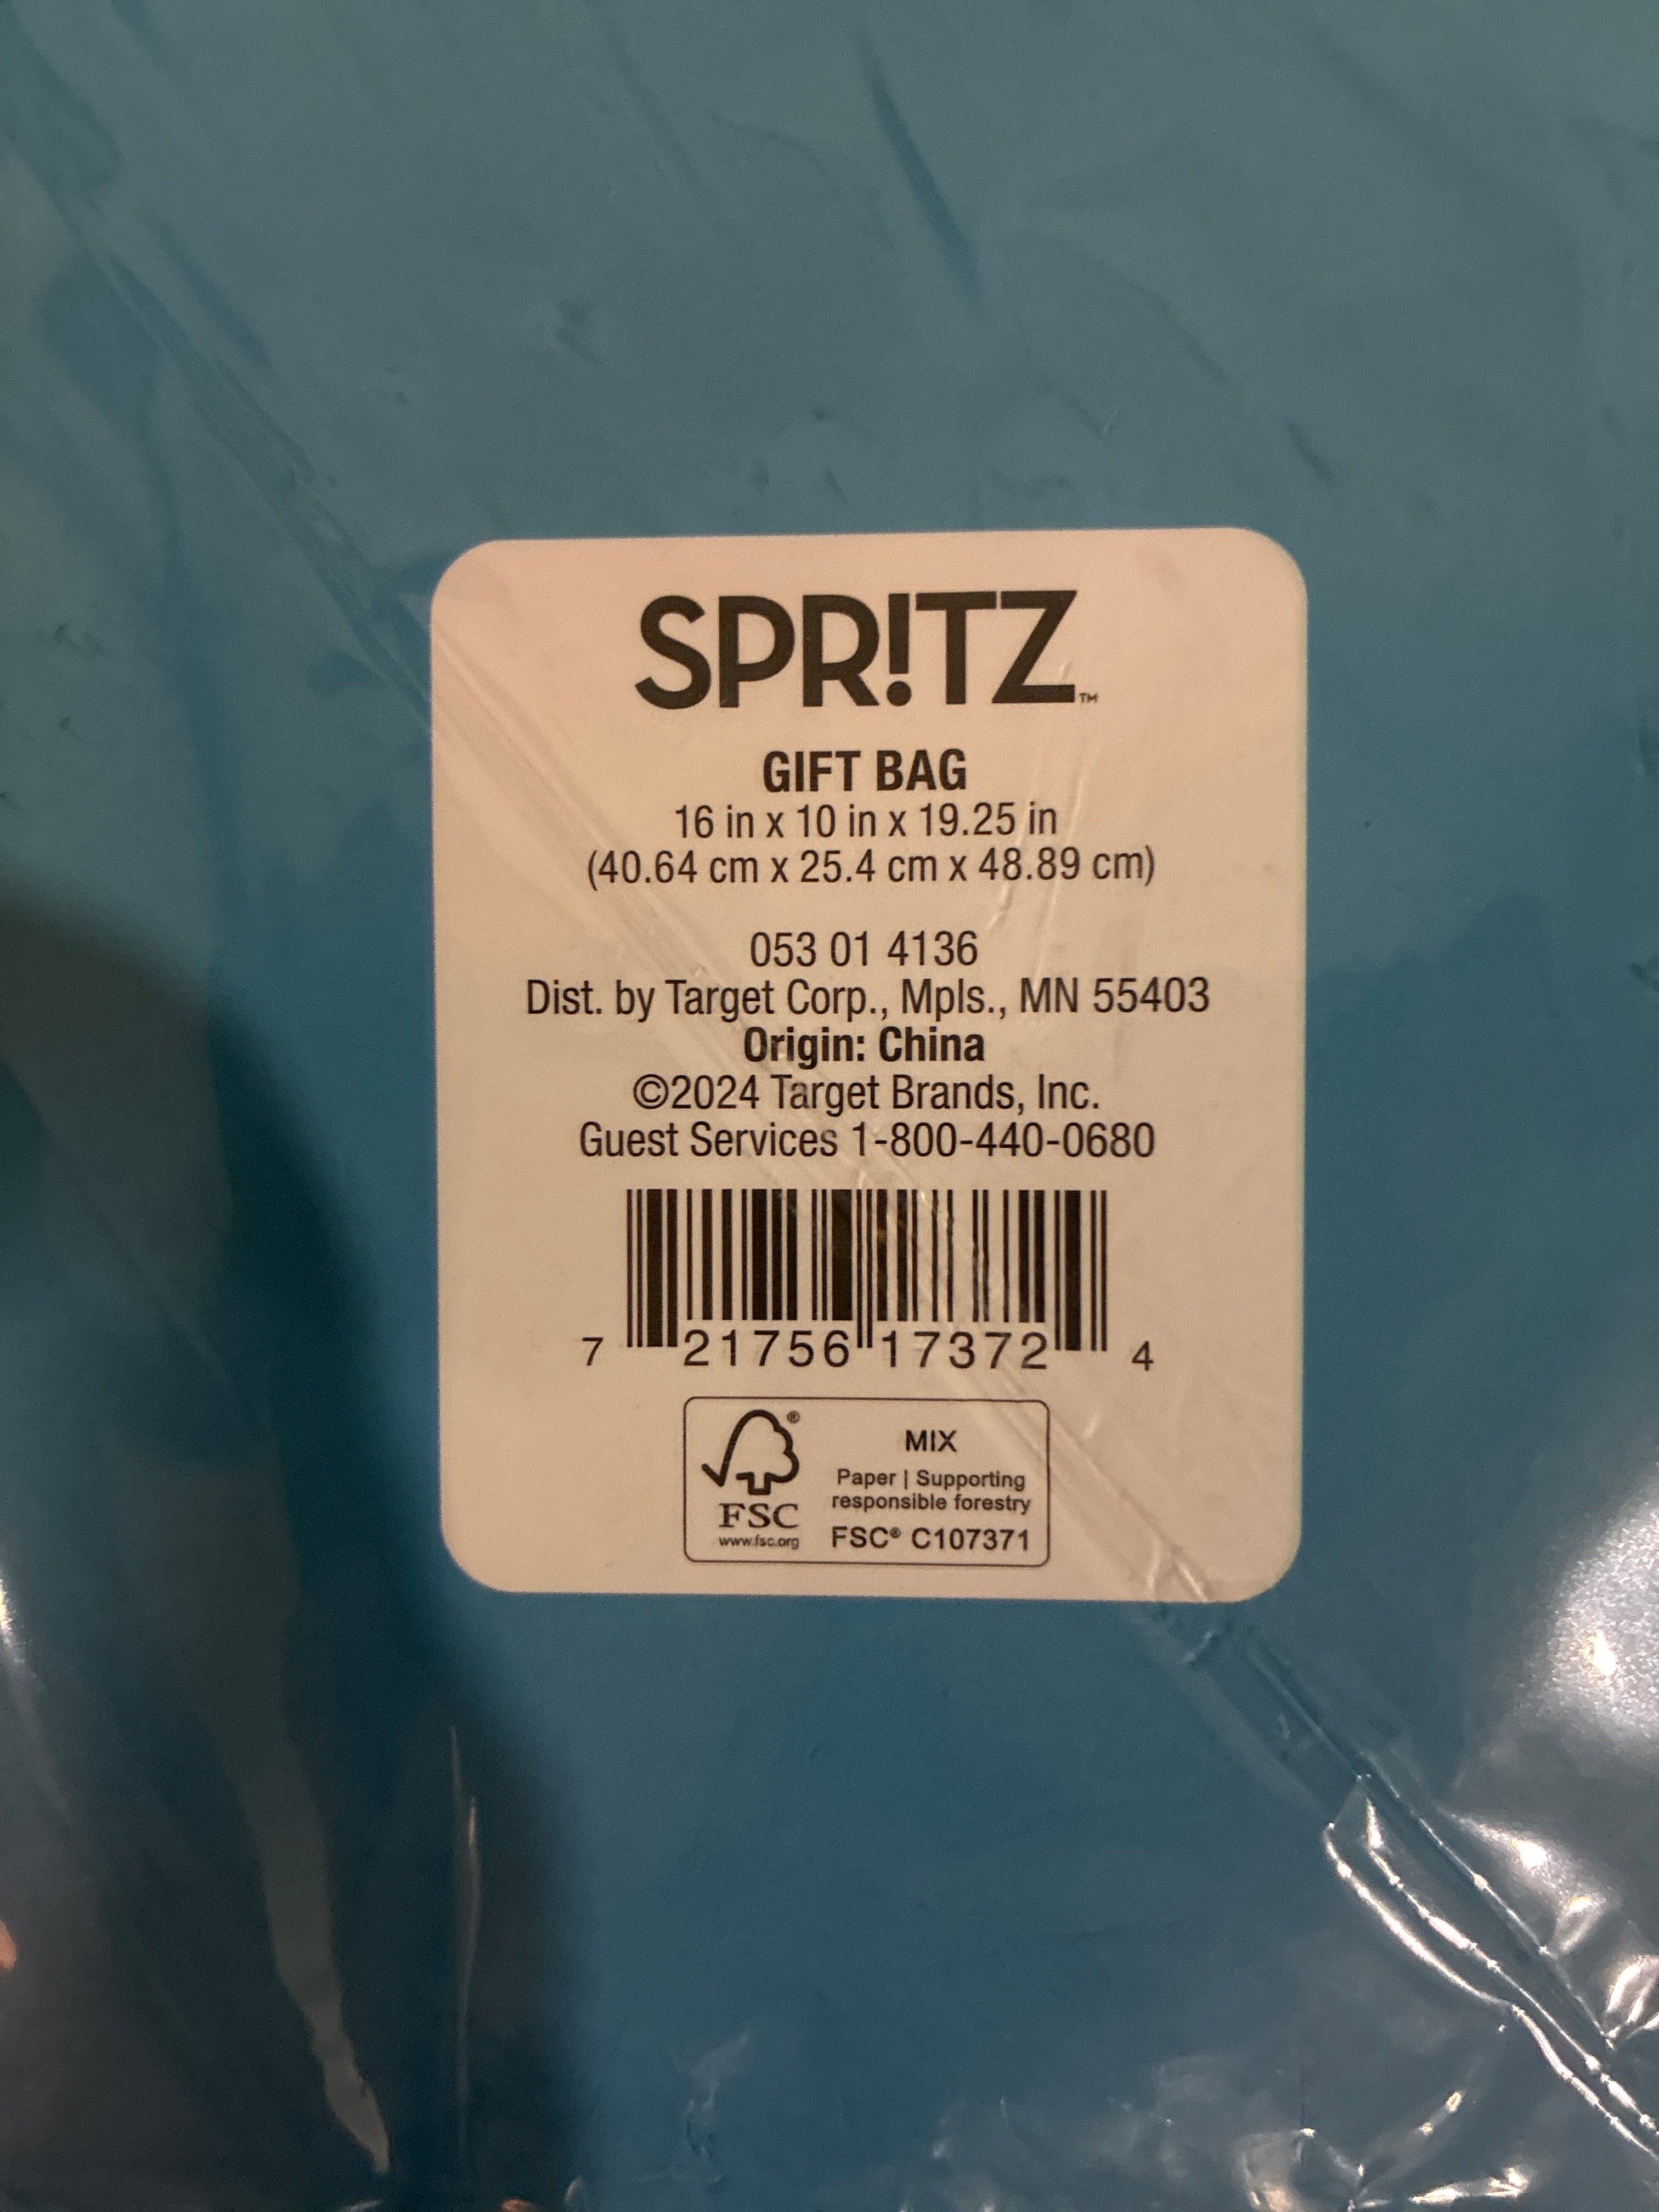 SPR!TZ™
GIFT BAG
16 in x 10 in x 19.25 in
(40.64 cm x 25.4 cm x 48.89 cm)
053 01 4136
Dist. by Target Corp., Mpls., MN 55403
Origin: China
©2024 Target Brands, Inc.
Guest Services 1-800-440-0680
7 21756 17372 4
®
MIX
Paper | Supporting
responsible forestry
FSC
www.fsc.org
FSC® C107371